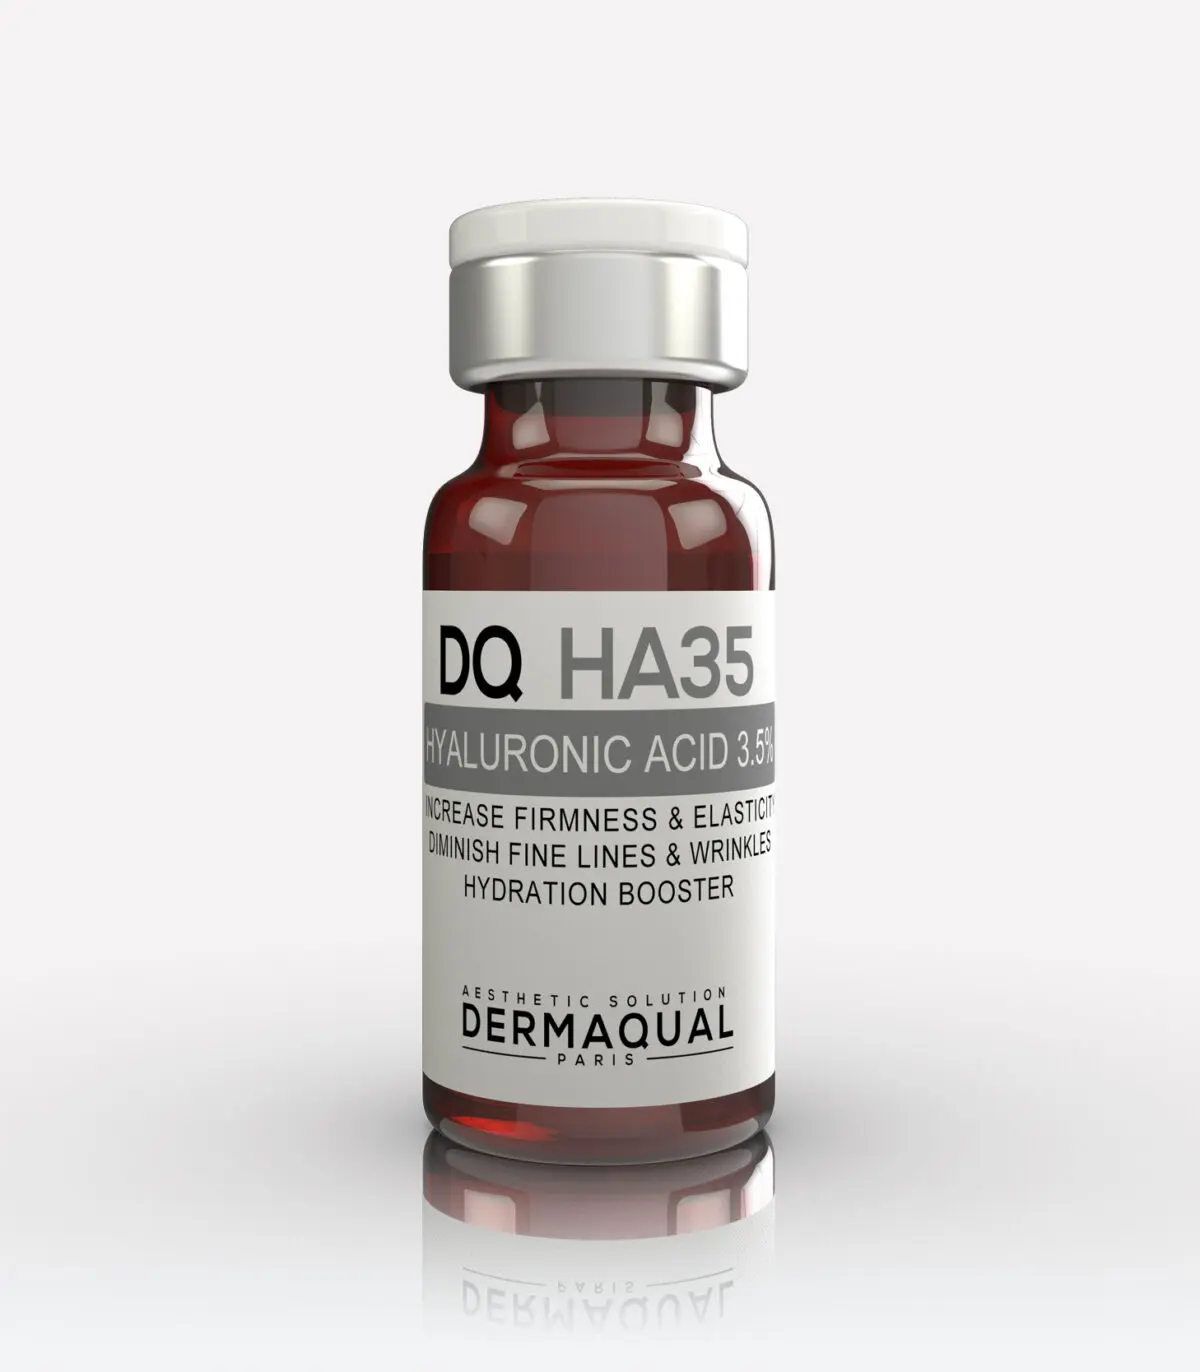 DQ HA35
HYALURONIC ACID 3.5%
INCREASE FIRMNESS & ELASTICITY
DIMINISH FINE LINES & WRINKLES
HYDRATION BOOSTER
AESTHETIC SOLUTION
DERMAQUAL
PARIS